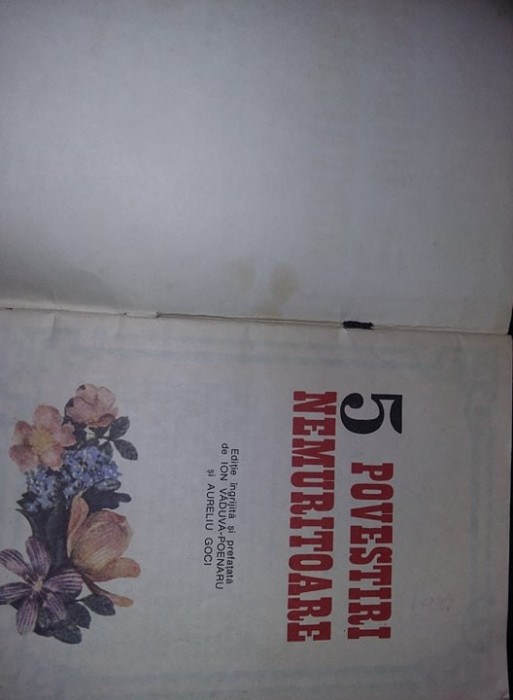 5 POVESTIRI
NEMURITOARE
Ediție îngrijită și prefațată
de ION VĂDUVA-POENARU
și AURELIU GOCI